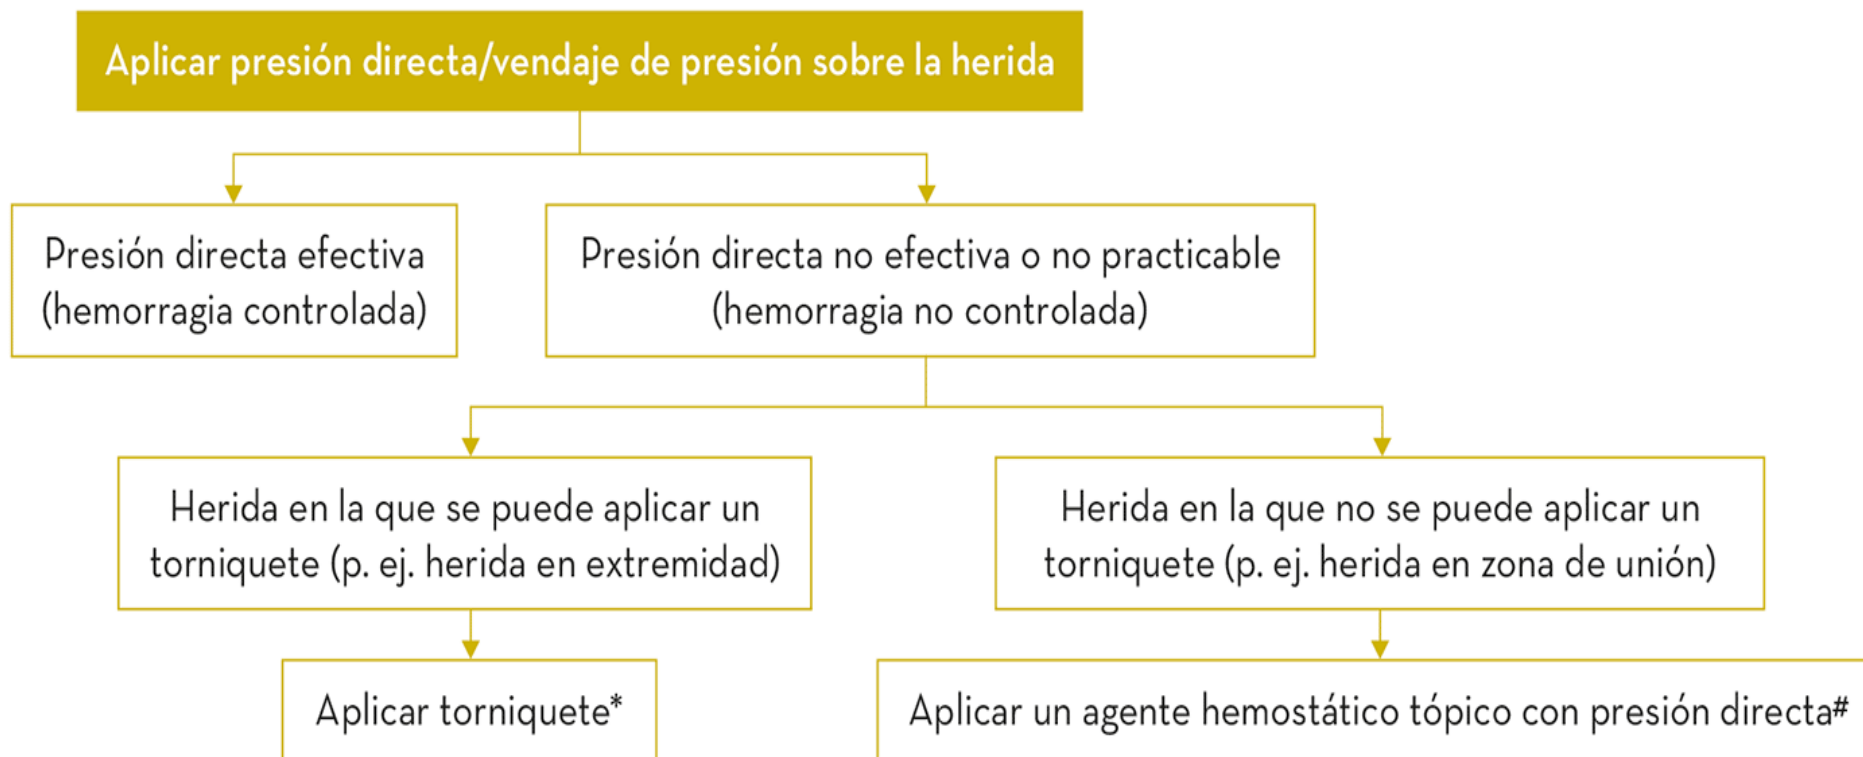 Aplicar presión directa/vendaje de presión sobre la herida
Presión directa efectiva
(hemorragia controlada)
Presión directa no efectiva o no practicable
(hemorragia no controlada)
Herida en la que se puede aplicar un
torniquete (p. ej. herida en extremidad)
Herida en la que no se puede aplicar un
torniquete (p. ej. herida en zona de unión)
Aplicar torniquete*
Aplicar un agente hemostático tópico con presión directa#